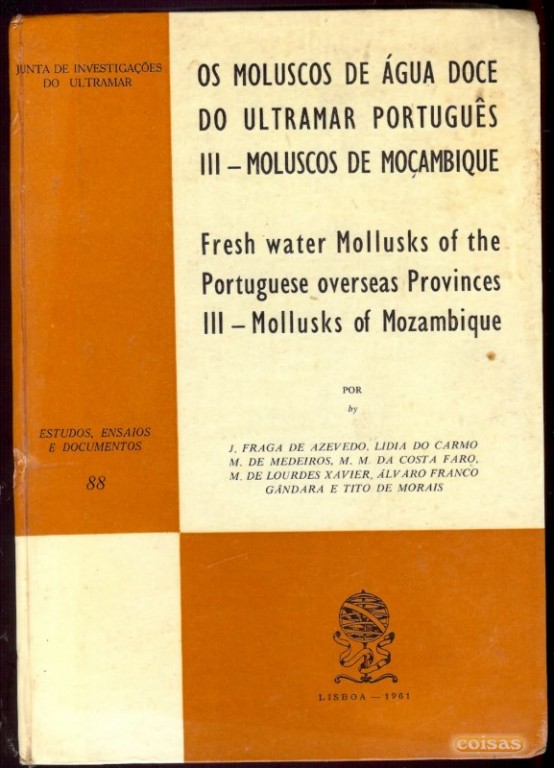 JUNTA DE INVESTIGAÇÕES
DO ULTRAMAR
OS MOLUSCOS DE ÁGUA DOCE
DO ULTRAMAR PORTUGUÊS
III – MOLUSCOS DE MOÇAMBIQUE
Fresh water Mollusks of the
Portuguese overseas Provinces
III – Mollusks of Mozambique
POR
by
J. FRAGA DE AZEVEDO, LIDIA DO CARMO
M. DE MEDEIROS, M. M. DA COSTA FARO,
M. DE LOURDES XAVIER, ÁLVARO FRANCO
GÂNDARA E TITO DE MORAIS
ESTUDOS, ENSAIOS
E DOCUMENTOS
88
LISBOA — 1961
coisas